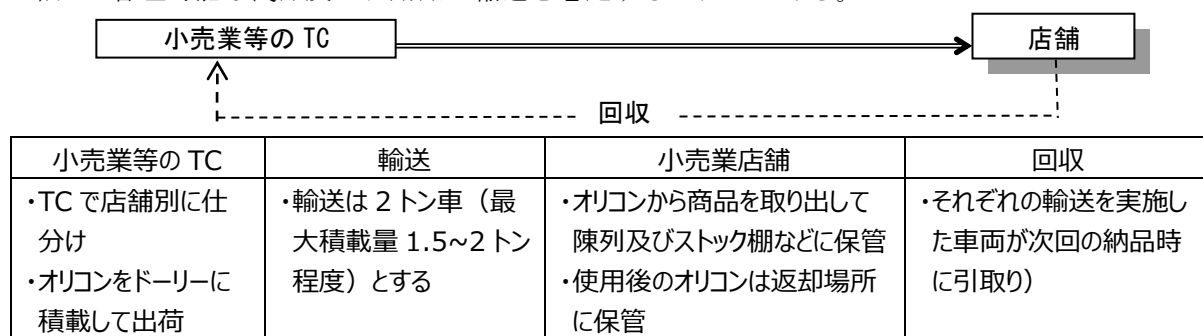 小売業等の TC
店舗
回収
小売業等の TC
輸送
小売業店舗
回収
・TC で店舗別に仕
分け
・オリコンをドーリーに
積載して出荷
・輸送は 2 トン車（最
大積載量 1.5~2 トン
程度）とする
・オリコンから商品を取り出して
陳列及びストック棚などに保管
・使用後のオリコンは返却場所
に保管
・それぞれの輸送を実施し
た車両が次回の納品時
に引取り）